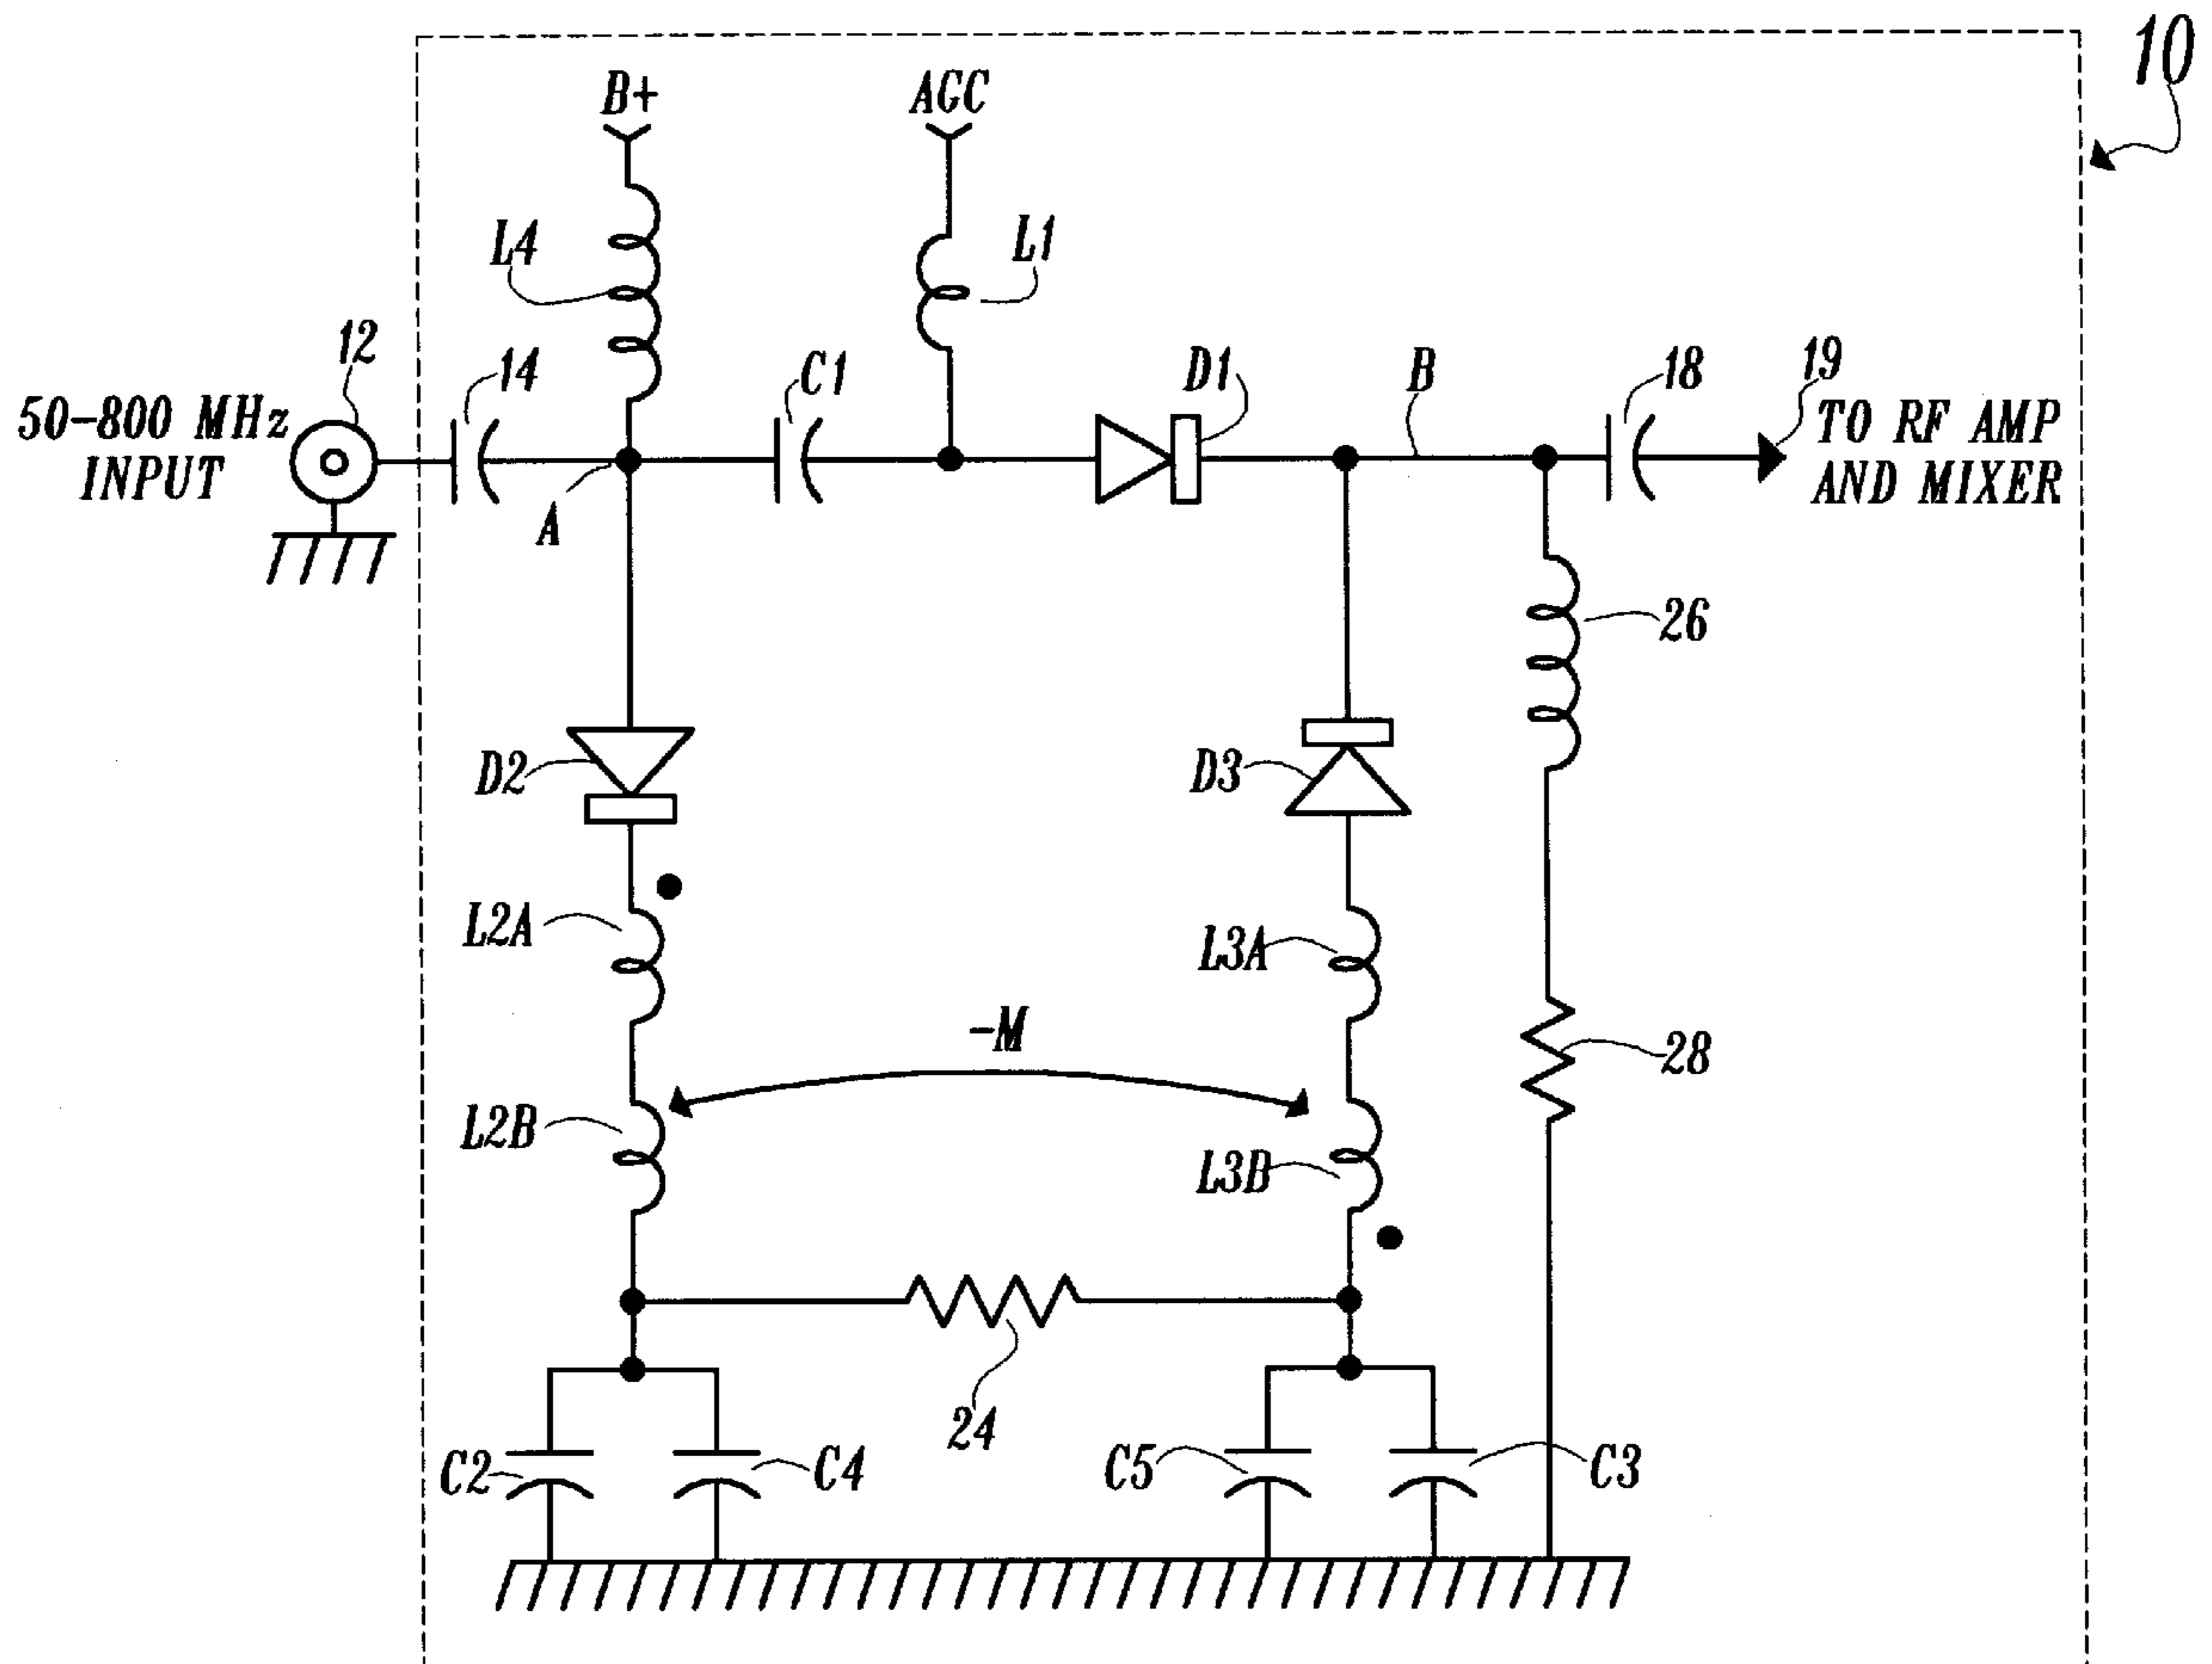 10
B+
AGC
L4
L1
12
14
C1
D1
B
18
19
50-800 MHz
INPUT
TO RF AMP
AND MIXER
A
26
D2
D3
L2A
L3A
-M
28
L2B
L3B
24
C2
C4
C5
C3